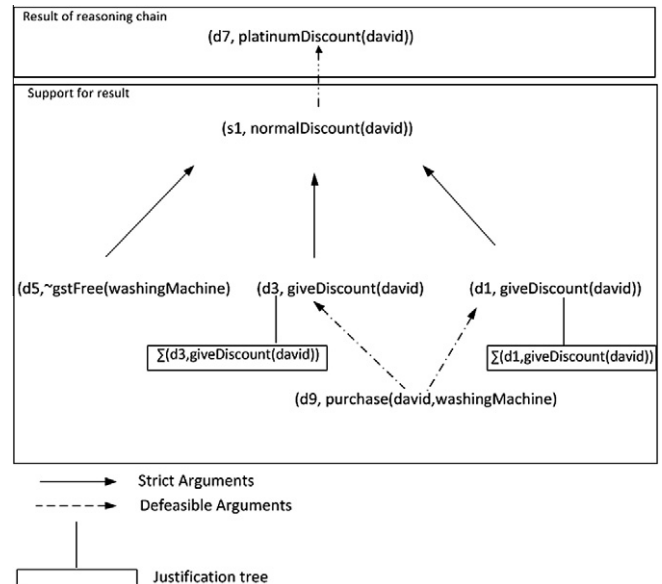 Result of reasoning chain
(d7, platinumDiscount(david))
Support for result
(s1, normalDiscount(david))
(d5,~gstFree(washingMachine) (d3, giveDiscount(david) (d1, giveDiscount(david))
∑(d3,giveDiscount(david)) ∑(d1,giveDiscount(david))
(d9, purchase(david,washingMachine)
Strict Arguments
Defeasible Arguments
Justification tree